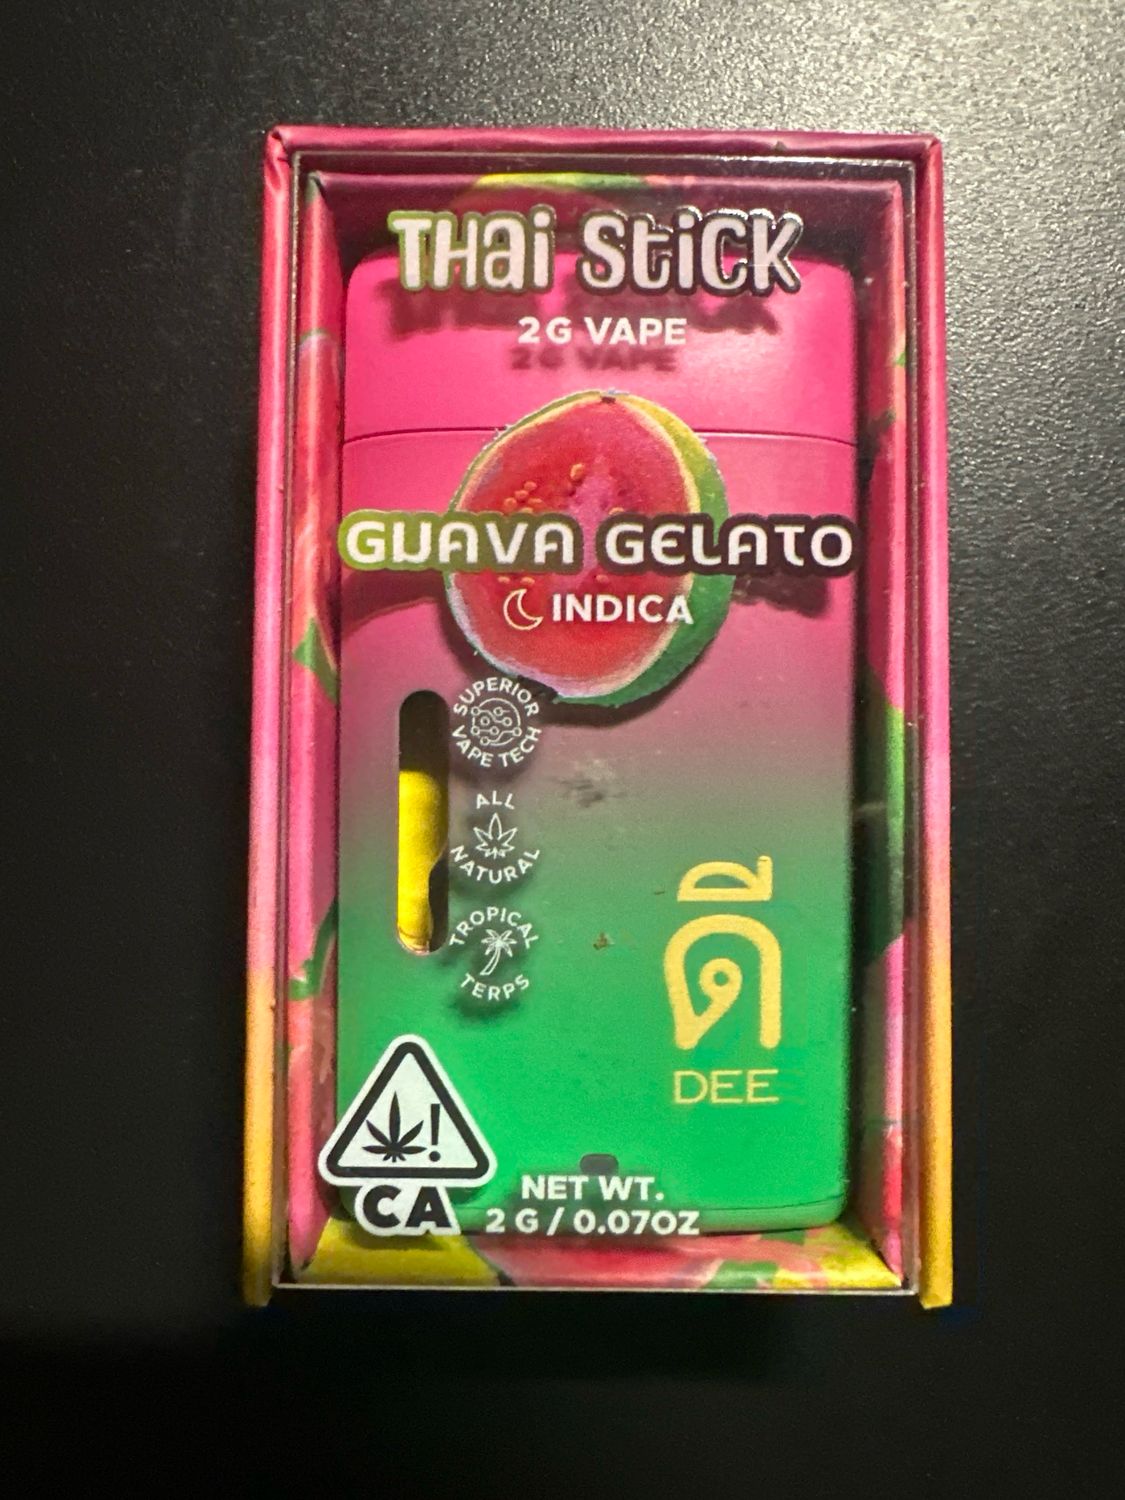 THai StiCK
2G VAPE
GUAVA GELATO
INDICA
SUPERIOR
VAPE TECH
ALL
NATURAL
TROPICAL
TERPS
ดี
DEE
!
CA
NET WT.
2 G / 0.07OZ